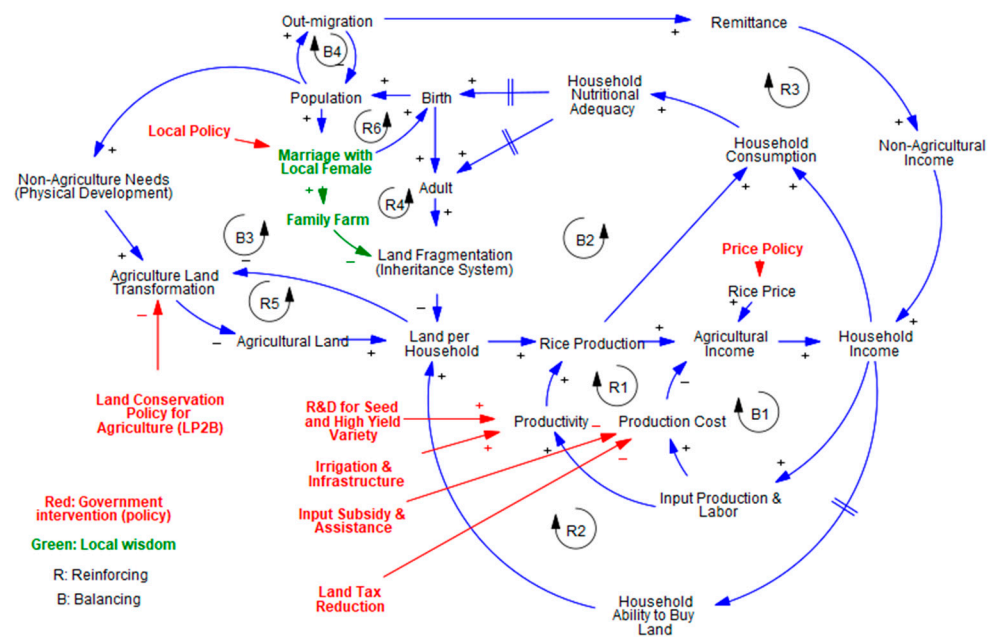 Out-migration
Remittance
B4
R3
Household
Nutritional
Adequacy
Population
Birth
R6
Local Policy
Marriage with
Local Female
Household
Consumption
Non-Agricultural
Income
Non-Agriculture Needs
(Physical Development)
Adult
R4
Family Farm
B3
B2
Land Fragmentation
(Inheritance System)
Price Policy
Agriculture Land
Transformation
Rice Price
R5
Agricultural Land
Land per
Household
Rice Production
Agricultural
Income
Household
Income
R1
Land Conservation
Policy for
Agriculture (LP2B)
R&D for Seed
and High Yield
Variety
Productivity
Production Cost
B1
Irrigation &
Infrastructure
Input Production &
Labor
Red: Government
intervention (policy)
Input Subsidy &
Assistance
R2
Green: Local wisdom
R: Reinforcing
B: Balancing
Land Tax
Reduction
Household
Ability to Buy
Land